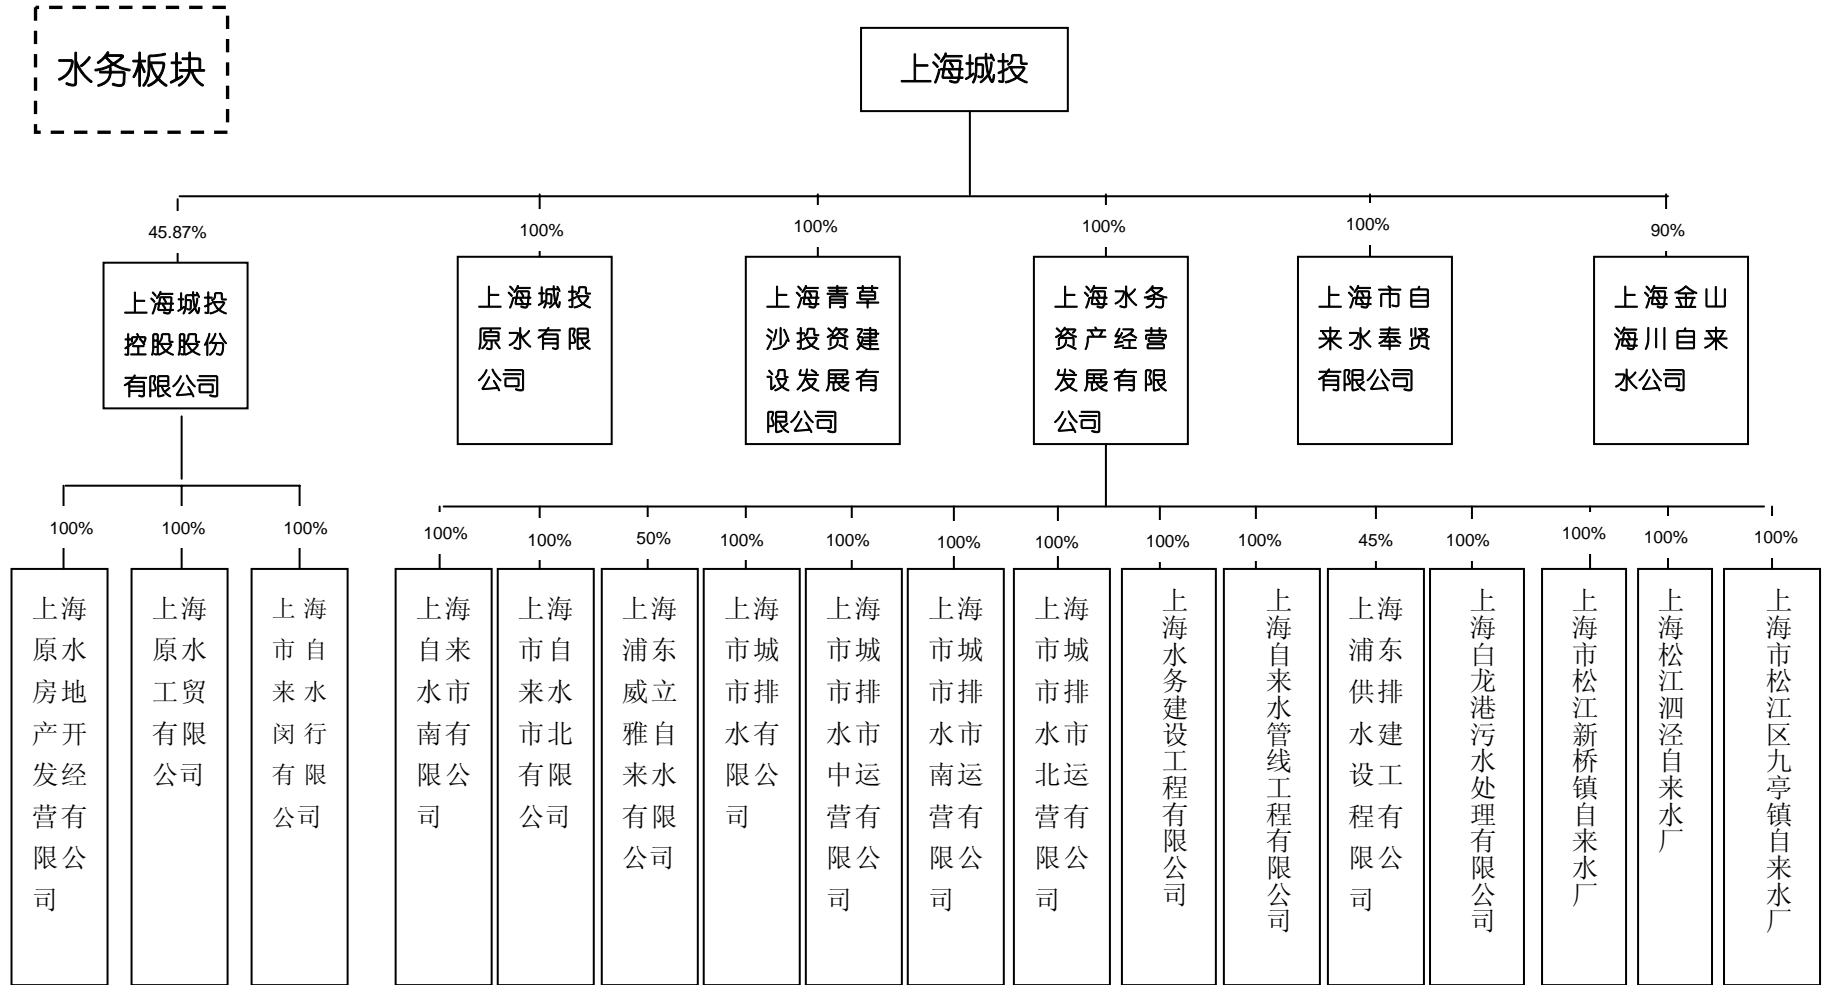 水务板块
上海城投
45.87%
100%
100%
100%
100%
90%
上海城投
控股股份
有限公司
上海城投
原水有限
公司
上海青草
沙投资建
设发展有
限公司
上海水务
资产经营
发展有限
公司
上海市自
来水奉贤
有限公司
上海金山
海川自来
水公司
100%
100%
100%
100%
100%
50%
100%
100%
100%
100%
100%
100%
45%
100%
100%
100%
100%
上海
原水
房地
产开
发经
营有
限公
司
上海
原水
工贸
有限
公司
上海
市自
来水
闵行
有限
公司
上海
自来
水市
南有
限公
司
上海
市自
来水
市北
有限
公司
上海
浦东
威立
雅自
来水
有限
公司
上海
市城
市排
水有
限公
司
上海
市城
市排
水市
中运
营有
限公
司
上海
市城
市排
水市
南运
营有
限公
司
上海
市城
市排
水市
北运
营有
限公
司
上海水务建设工程有限公司
上海自来水管线工程有限公司
上海
浦东
供排
水建
设工
程有
限公
司
上海白龙港污水处理有限公司
上海市松江新桥镇自来水厂
上海松江泗泾自来水厂
上海市松江区九亭镇自来水厂